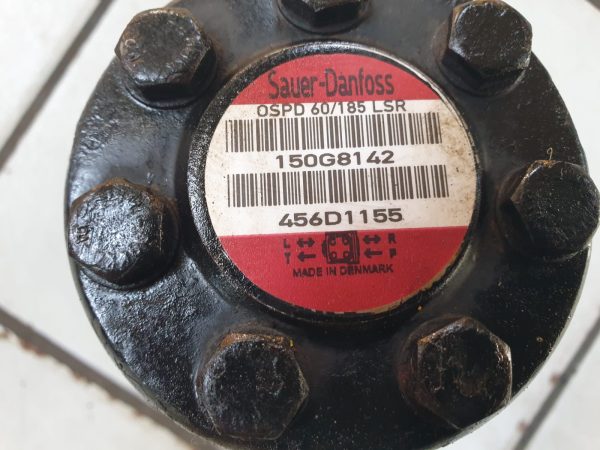 Sauer-Danfoss
OSPD 60/185 LSR
150G8142
456D1155
L R
T P
MADE IN DENMARK